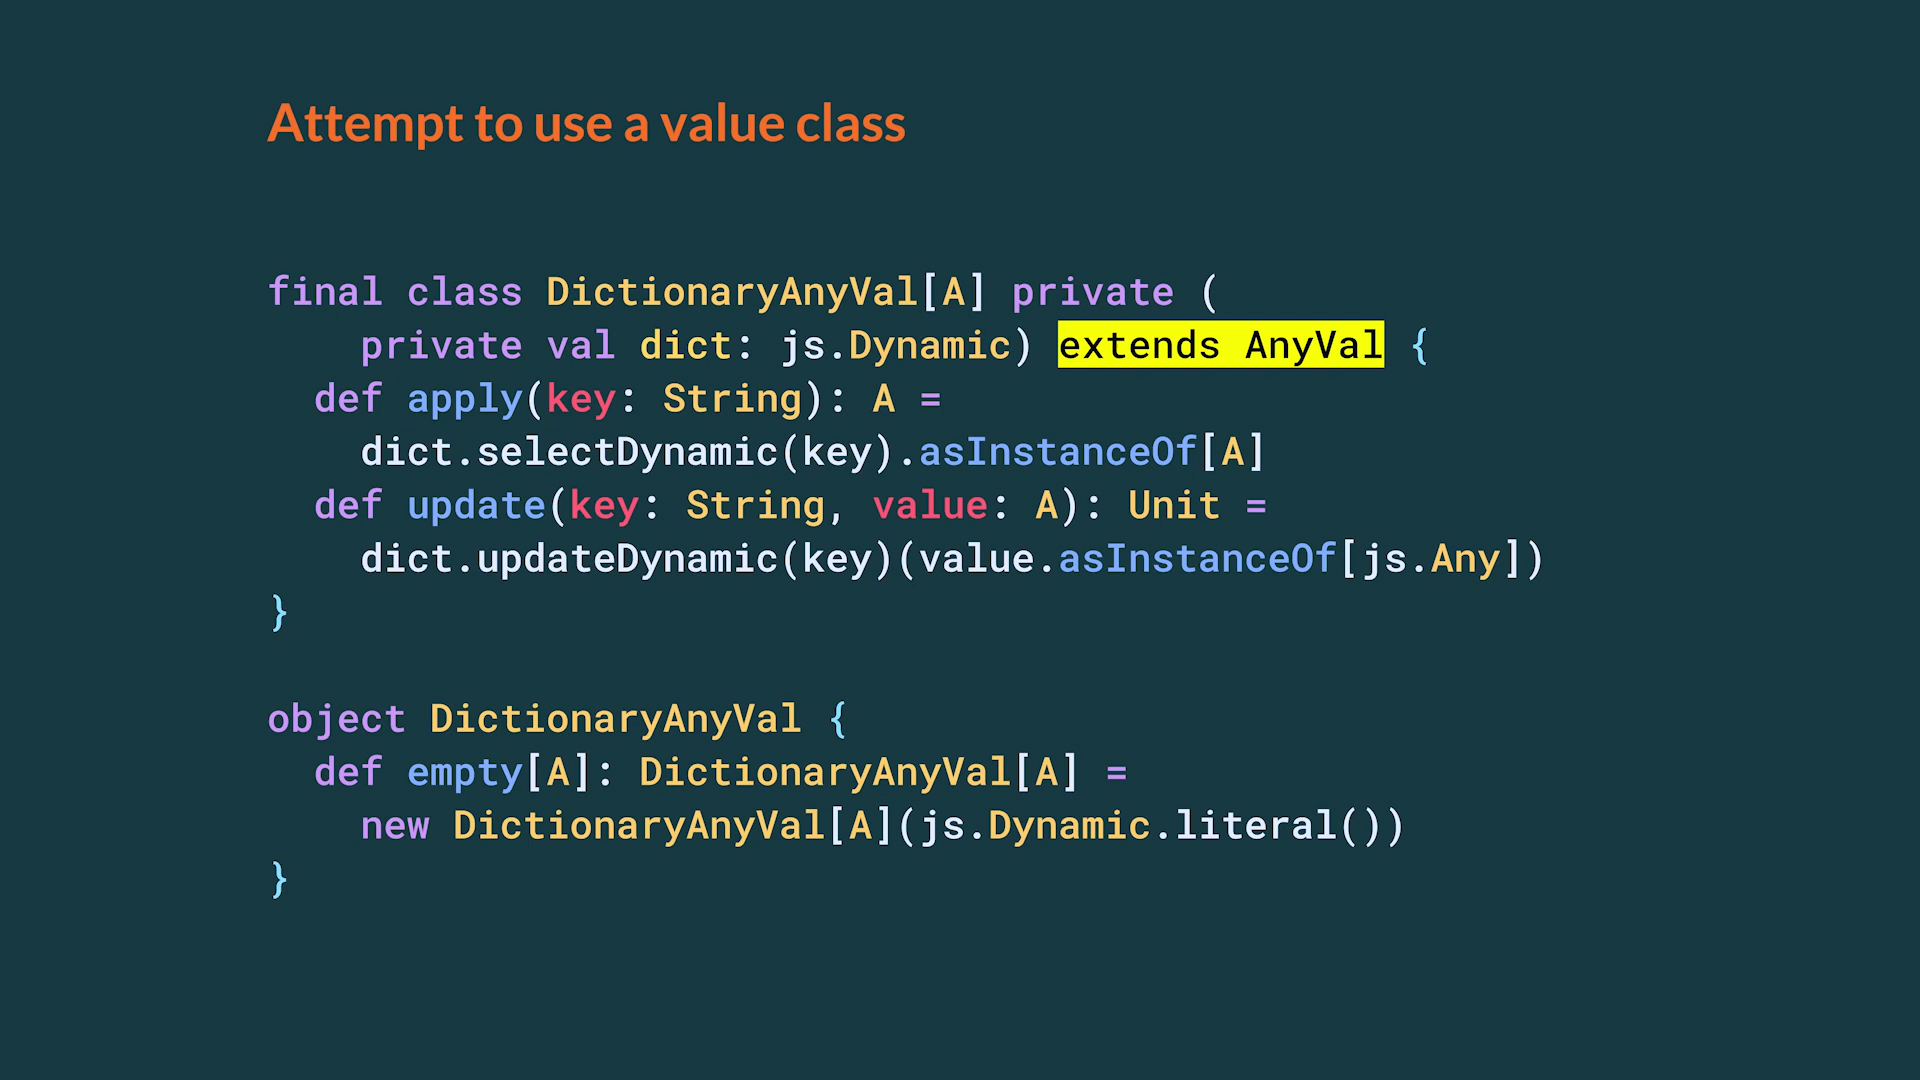 Attempt to use a value class
final class DictionaryAnyVal[A] private (
    private val dict: js.Dynamic) extends AnyVal {
  def apply(key: String): A =
    dict.selectDynamic(key).asInstanceOf[A]
  def update(key: String, value: A): Unit =
    dict.updateDynamic(key)(value.asInstanceOf[js.Any])
}
object DictionaryAnyVal {
  def empty[A]: DictionaryAnyVal[A] =
    new DictionaryAnyVal[A](js.Dynamic.literal())
}